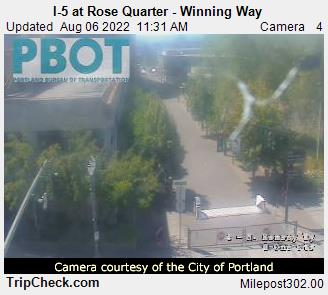 I-5 at Rose Quarter - Winning Way
Updated Aug 06 2022 11:31 AM Camera 4
PBOT
PORTLAND BUREAU OF TRANSPORTATION
Camera courtesy of the City of Portland
TripCheck.com Milepost302.00